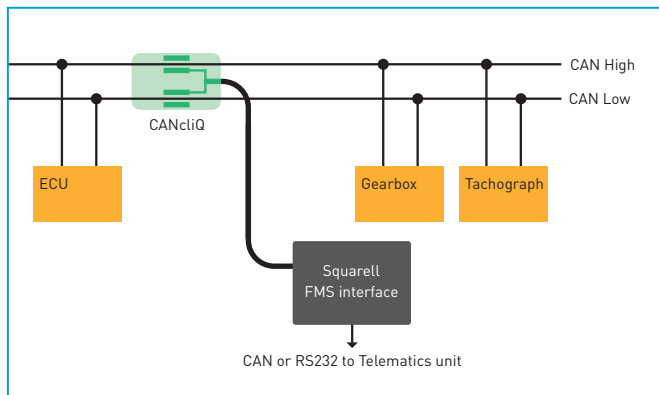 CAN High
CAN Low
CANcliQ
ECU
Gearbox
Tachograph
Squarell
FMS interface
CAN or RS232 to Telematics unit